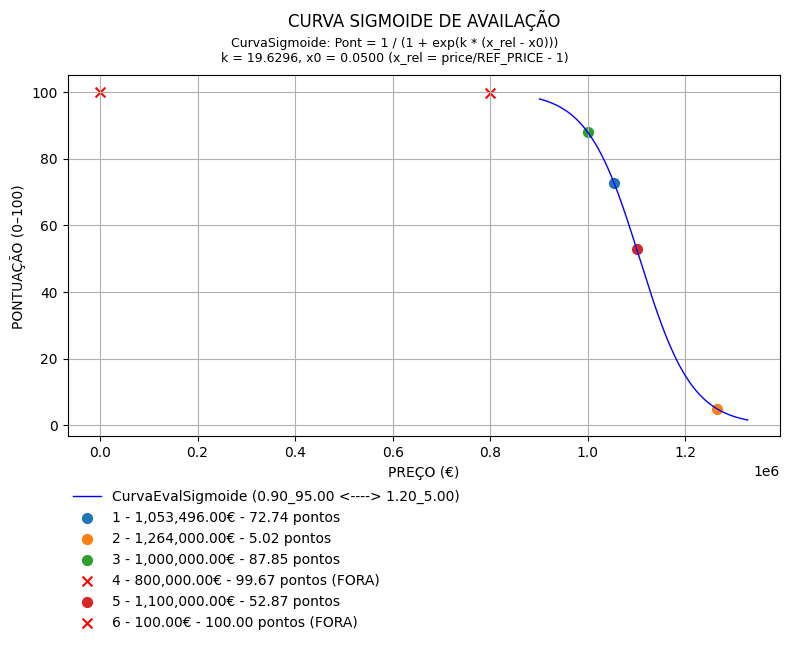 CURVA SIGMOIDE DE AVAILAÇÃO
CurvaSigmoide: Pont = 1 / (1 + exp(k * (x_rel - x0)))
k = 19.6296, x0 = 0.0500 (x_rel = price/REF_PRICE - 1)
100
80
60
40
20
0
PONTUAÇÃO (0–100)
0.0 0.2 0.4 0.6 0.8 1.0 1.2
1e6
PREÇO (€)
CurvaEvalSigmoide (0.90_95.00 <----> 1.20_5.00)
1 - 1,053,496.00€ - 72.74 pontos
2 - 1,264,000.00€ - 5.02 pontos
3 - 1,000,000.00€ - 87.85 pontos
4 - 800,000.00€ - 99.67 pontos (FORA)
5 - 1,100,000.00€ - 52.87 pontos
6 - 100.00€ - 100.00 pontos (FORA)